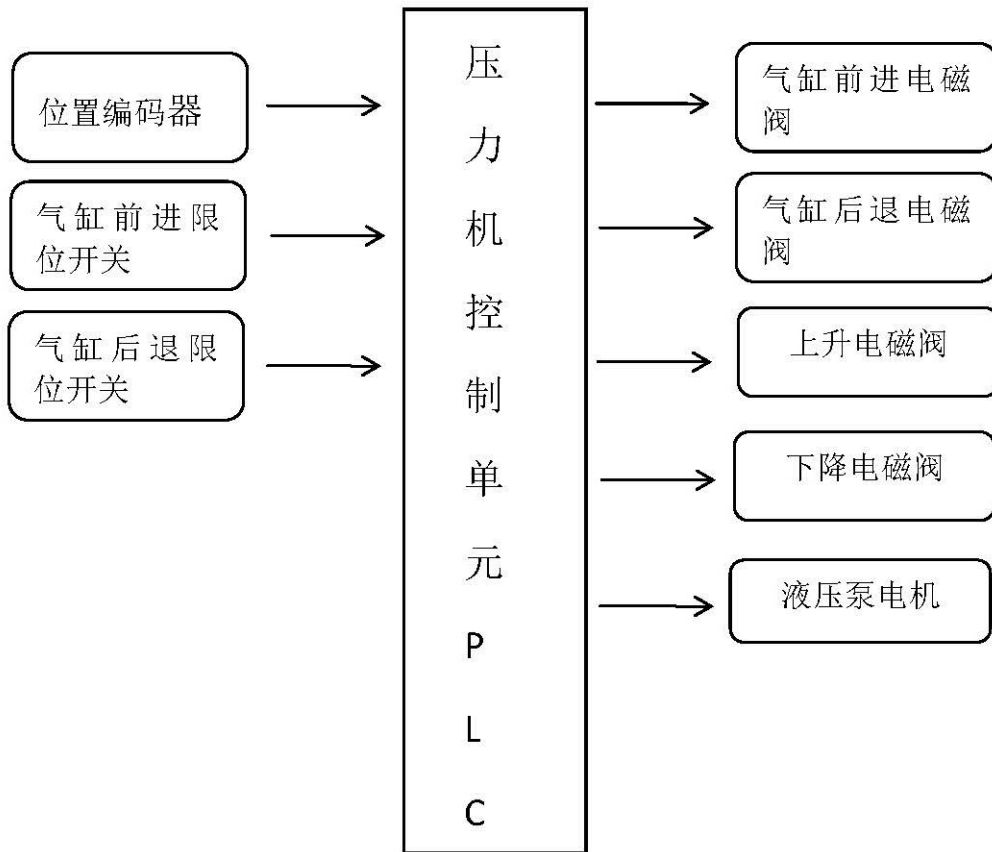 位置编码器
气缸前进限
位开关
气缸后退限
位开关
压
力
机
控
制
单
元
P
L
C
气缸前进电磁
阀
气缸后退电磁
阀
上升电磁阀
下降电磁阀
液压泵电机